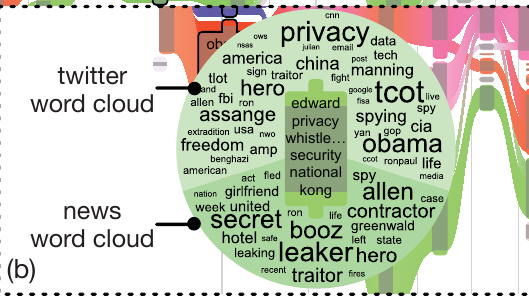 cnn
privacy
ows
nsas
julian
email
data
ob
america
china
post
tech
sign
traitor
fight
manning
tlot
hero
google
tcot
live
and
allen
fbi
ron
fisa
spy
edward
assange
spying
privacy
extradition
usa
nwo
yan
gop
cia
whistle...
freedom
amp
obama
benghazi
security
ccot
ronpaul
life
american
national
media
act
fled
spy
kong
nation
girlfriend
allen
case
week
united
ron
life
contractor
secret
booz
greenwald
hotel
safe
left
state
leaking
leaker
hero
recent
traitor
fires
twitter
word cloud
news
word cloud
(b)